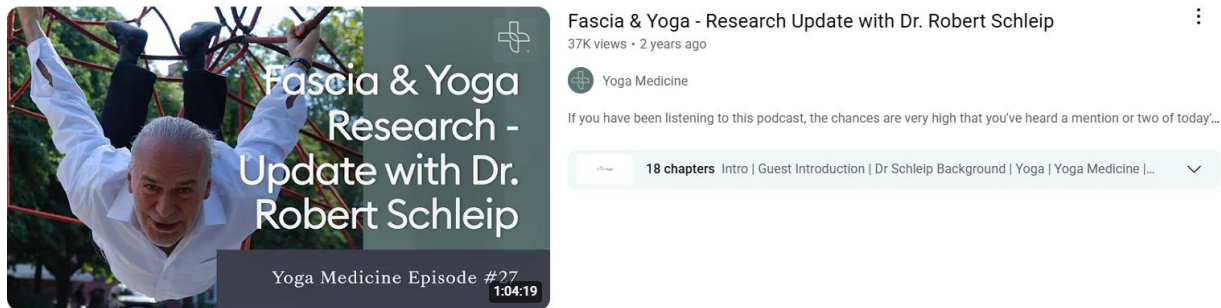 Fascia & Yoga
Research -
Update with Dr.
Robert Schleip
Yoga Medicine Episode #27
1:04:19
Fascia & Yoga - Research Update with Dr. Robert Schleip
37K views • 2 years ago
Yoga Medicine
If you have been listening to this podcast, the chances are very high that you've heard a mention or two of today'...
18 chapters Intro | Guest Introduction | Dr Schleip Background | Yoga | Yoga Medicine |...